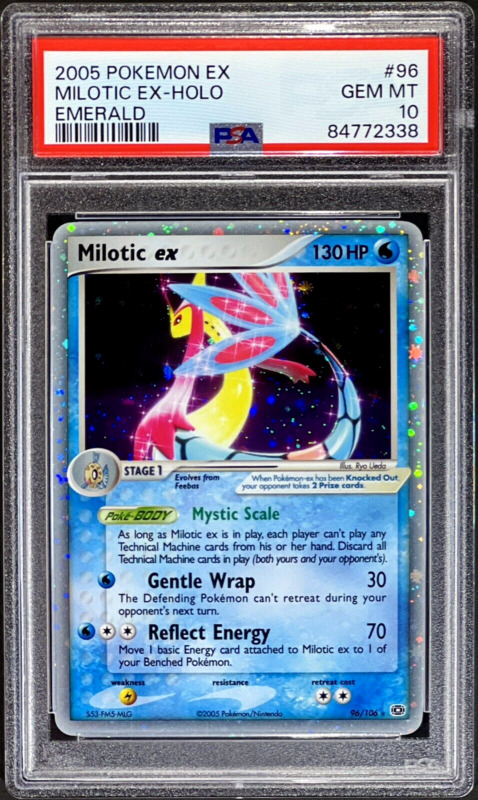 2005 POKEMON EX #96
MILOTIC EX-HOLO GEM MT
EMERALD 10
PSA 84772338
Milotic ex 130 HP
Illus. Ryo Ueda
STAGE 1
Evolves from
Feebas
When Pokémon-ex has been Knocked Out,
your opponent takes 2 Prize cards.
Poké-BODY Mystic Scale
As long as Milotic ex is in play, each player can't play any
Technical Machine cards from his or her hand. Discard all
Technical Machine cards in play (both yours and your opponent's).
Gentle Wrap 30
The Defending Pokémon can't retreat during your
opponent's next turn.
Reflect Energy 70
Move 1 basic Energy card attached to Milotic ex to 1 of
your Benched Pokémon.
weakness resistance retreat cost
S53-FM5-MLG ©2005 Pokémon/Nintendo 96/106
PSA